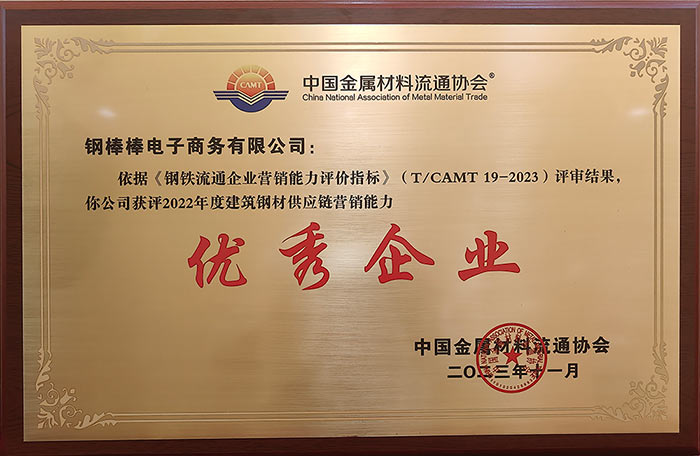 CAMT
中国金属材料流通协会®
China National Association of Metal Material Trade
钢棒棒电子商务有限公司：
依据《钢铁流通企业营销能力评价指标》（T/CAMT 19-2023）评审结果，
你公司获评2022年度建筑钢材供应链营销能力
优秀企业
中国金属材料流通协会
二〇二三年十一月